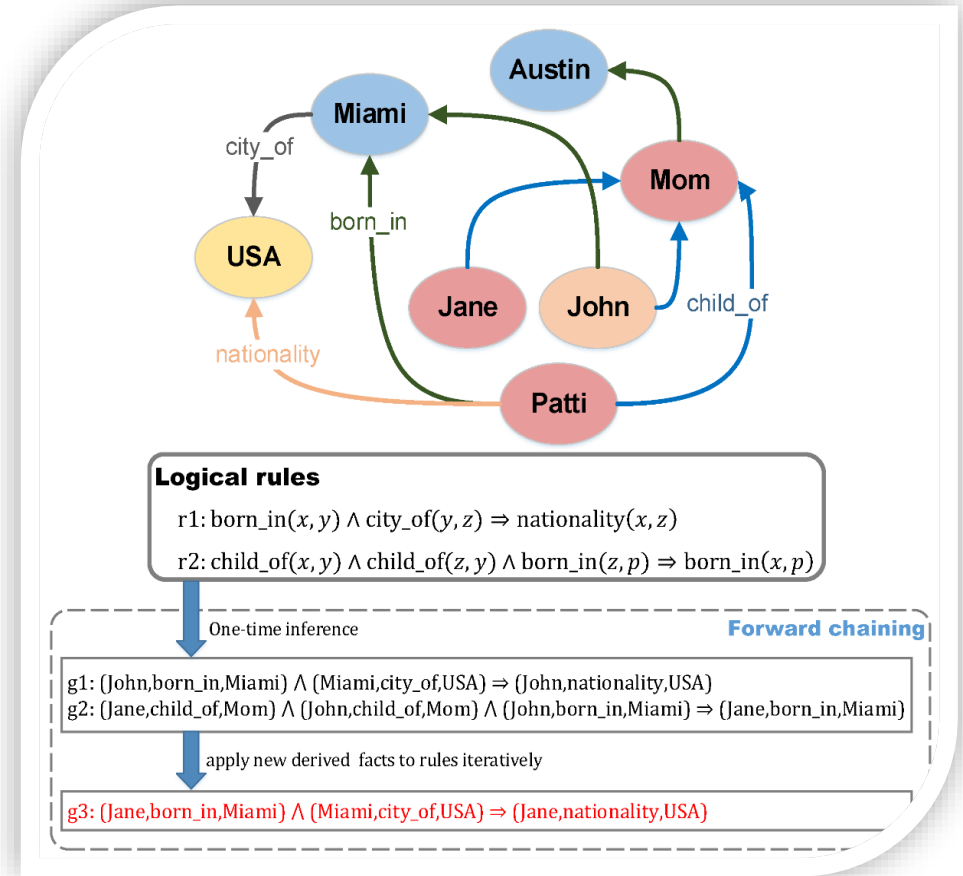 Austin
Miami
city_of
Mom
born_in
USA
Jane
John
child_of
nationality
Patti
Logical rules
r1: born_in(x, y) ∧ city_of(y, z) ⇒ nationality(x, z)
r2: child_of(x, y) ∧ child_of(z, y) ∧ born_in(z, p) ⇒ born_in(x, p)
One-time inference
Forward chaining
g1: (John,born_in,Miami) ∧ (Miami,city_of,USA) ⇒ (John,nationality,USA)
g2: (Jane,child_of,Mom) ∧ (John,child_of,Mom) ∧ (John,born_in,Miami) ⇒ (Jane,born_in,Miami)
apply new derived facts to rules iteratively
g3: (Jane,born_in,Miami) ∧ (Miami,city_of,USA) ⇒ (Jane,nationality,USA)